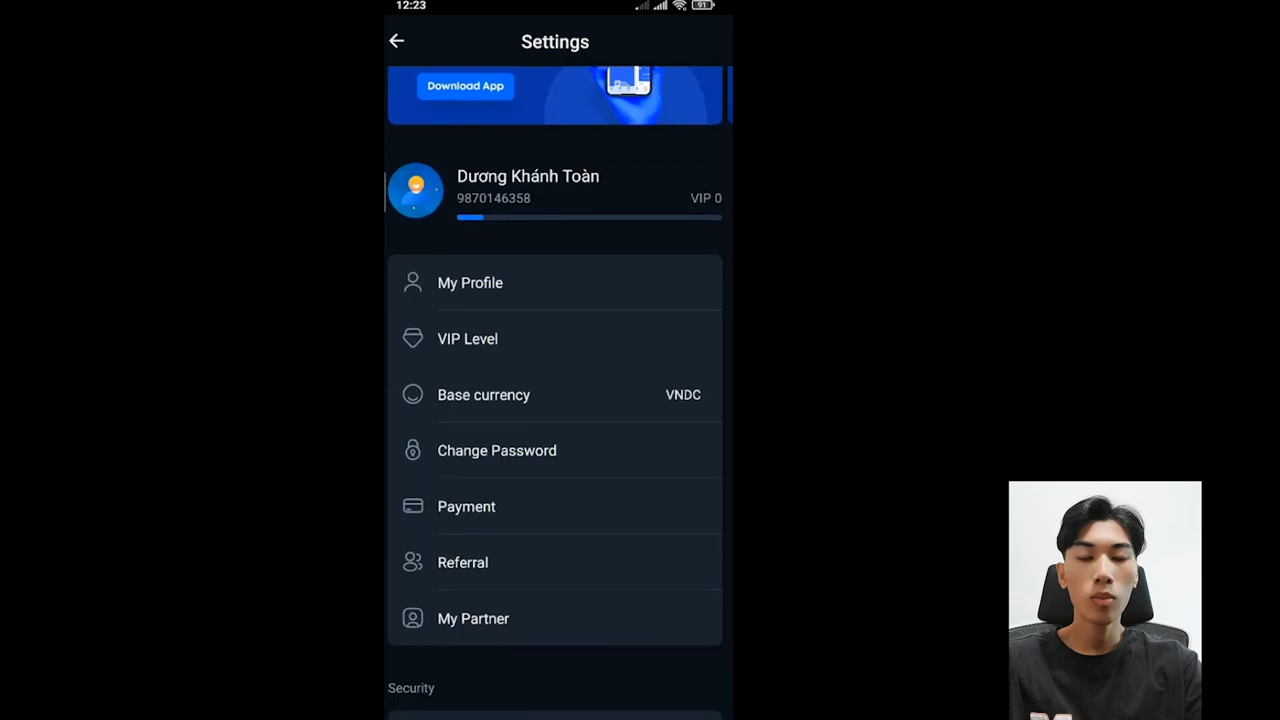 12:23
91
Settings
Download App
Dương Khánh Toàn
9870146358
VIP 0
My Profile
VIP Level
Base currency
VNDC
Change Password
Payment
Referral
My Partner
Security